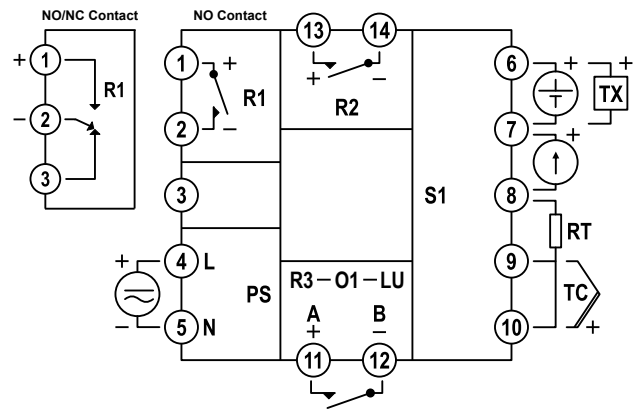 NO/NC Contact
NO Contact
13
14
+
1
R1
−
2
3
1
+
R1
2
−
3
+
−
R2
S1
6
+
+
TX
7
−
−
+
8
−
RT
9
−
TC
10
+
+
4
L
−
5
N
PS
R3−O1−LU
A
B
+
−
11
12